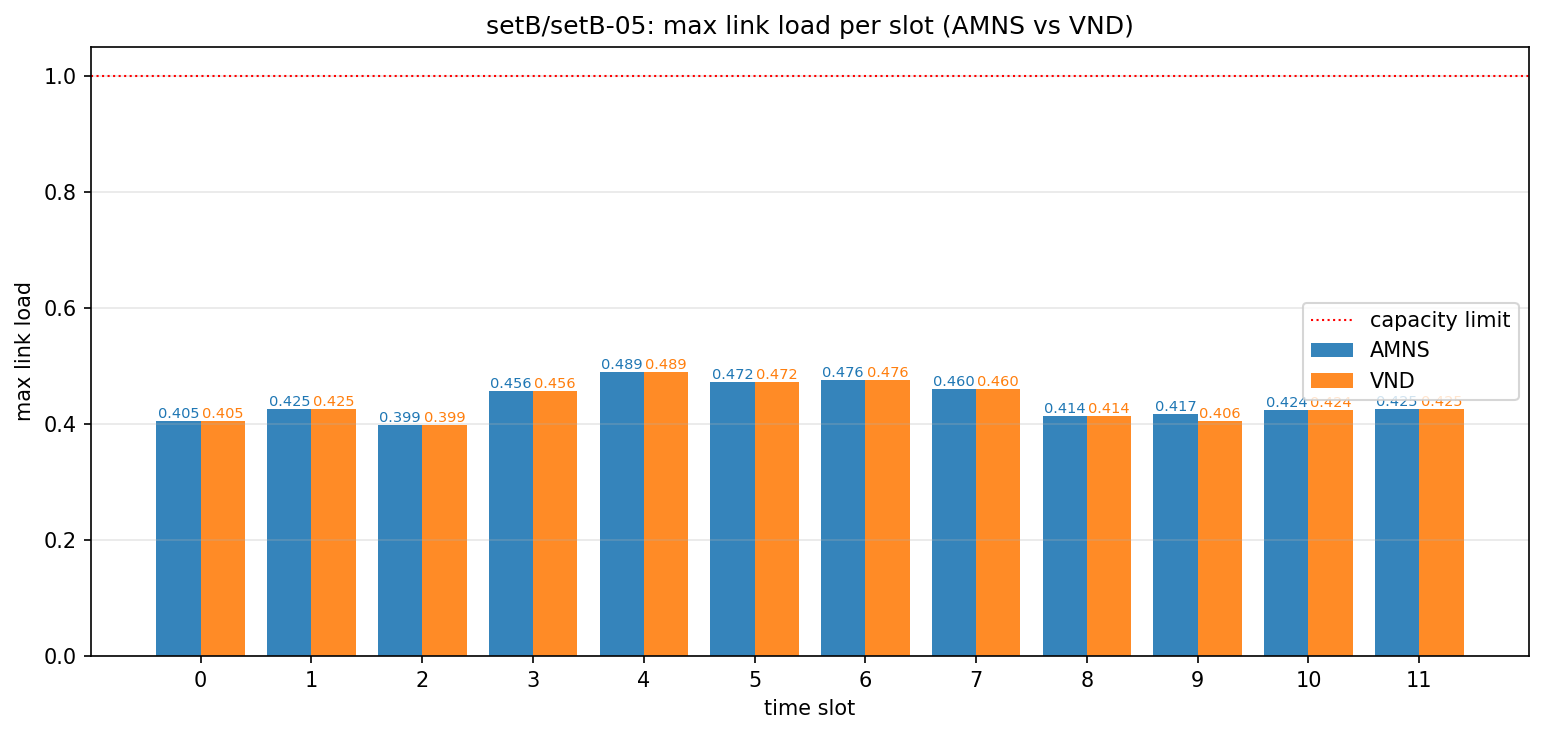 setB/setB-05: max link load per slot (AMNS vs VND)
max link load
1.0
0.8
0.6
0.4
0.2
0.0
capacity limit
AMNS
VND
0.405 0.405
0.425 0.425
0.399 0.399
0.456 0.456
0.489 0.489
0.472 0.472
0.476 0.476
0.460 0.460
0.414 0.414
0.417 0.406
0.424 0.424
0.425 0.425
0 1 2 3 4 5 6 7 8 9 10 11
time slot